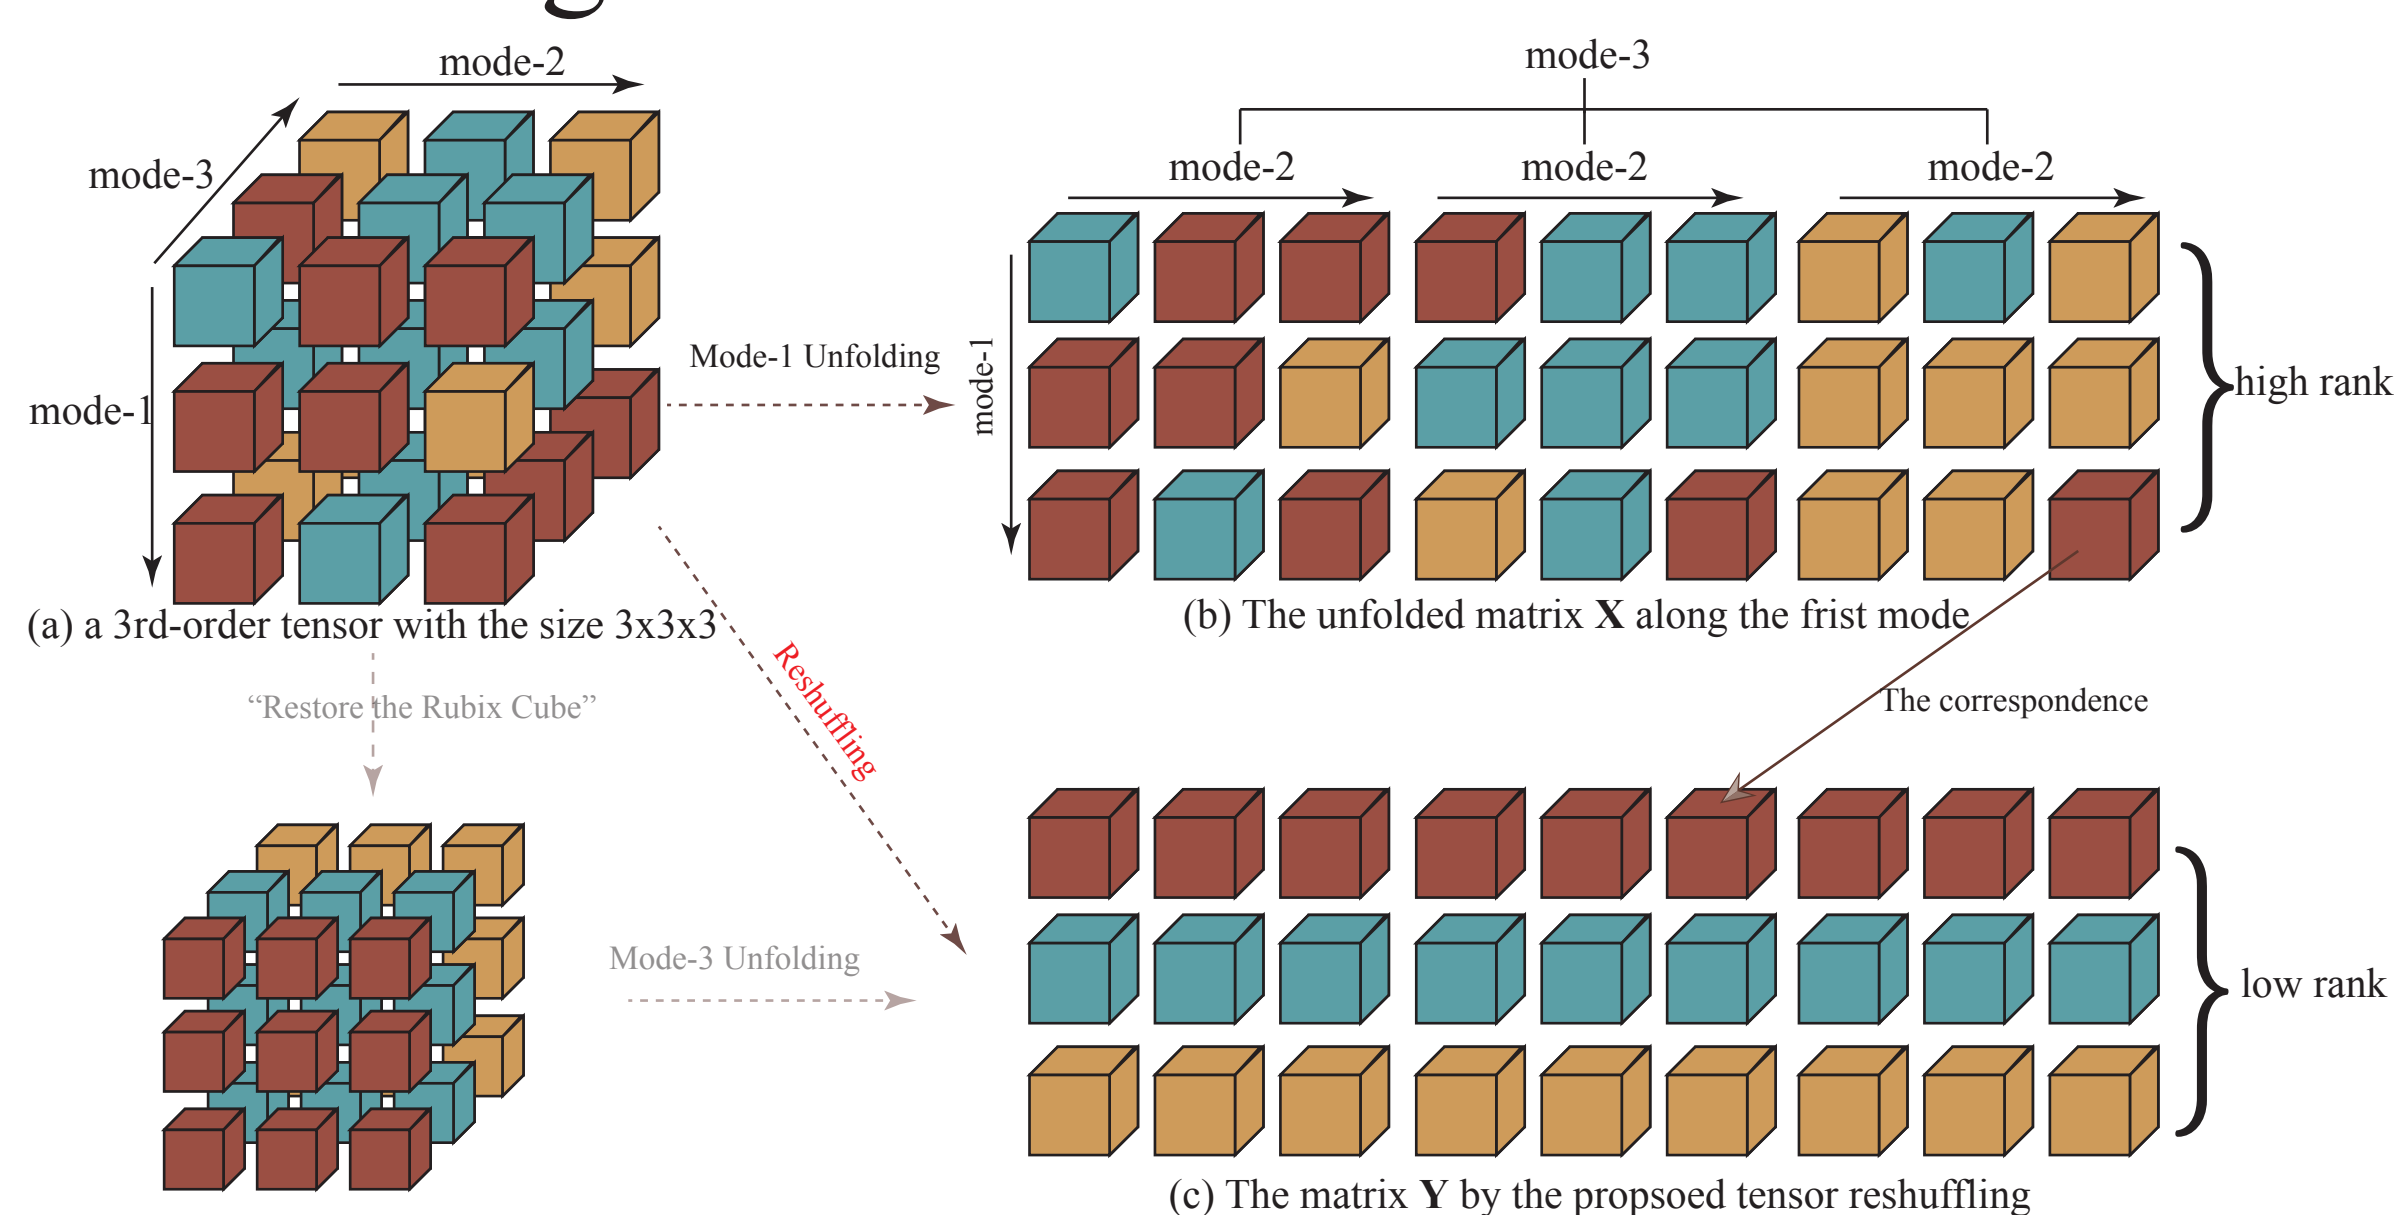 mode-2
mode-3
mode-1
(a) a 3rd-order tensor with the size 3x3x3
Mode-1 Unfolding
mode-3
mode-2 mode-2 mode-2
mode-1
high rank
(b) The unfolded matrix X along the frist mode
“Restore the Rubix Cube”
Reshuffling
The correspondence
Mode-3 Unfolding
low rank
(c) The matrix Y by the propsoed tensor reshuffling